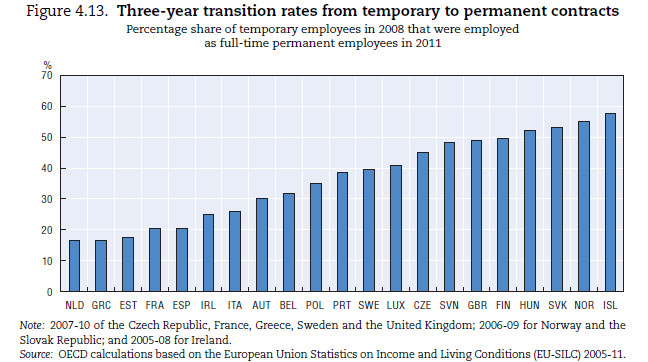 Figure 4.13. Three-year transition rates from temporary to permanent contracts
Percentage share of temporary employees in 2008 that were employed
as full-time permanent employees in 2011
%
70
60
50
40
30
20
10
0
NLD GRC EST FRA ESP IRL ITA AUT BEL POL PRT SWE LUX CZE SVN GBR FIN HUN SVK NOR ISL
Note: 2007-10 of the Czech Republic, France, Greece, Sweden and the United Kingdom; 2006-09 for Norway and the
Slovak Republic; and 2005-08 for Ireland.
Source: OECD calculations based on the European Union Statistics on Income and Living Conditions (EU-SILC) 2005-11.